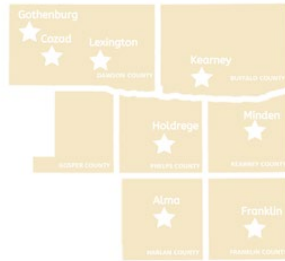 Gothenburg
Cozad
Lexington
DAWSON COUNTY
Kearney
BUFFALO COUNTY
Holdrege
Minden
GOSPER COUNTY
PHELPS COUNTY
KEARNEY COUNTY
Alma
Franklin
HARLAN COUNTY
FRANKLIN COUNTY